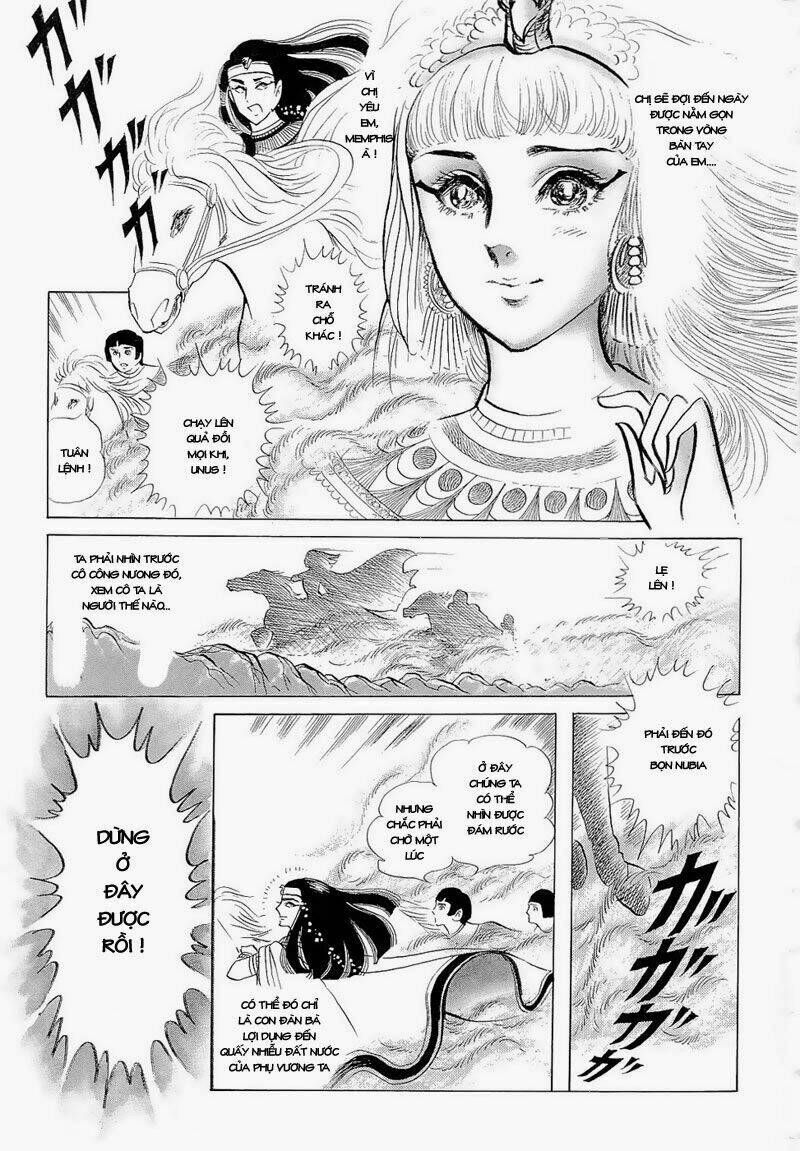 CHỊ SẼ ĐỢI ĐẾN NGÀY
ĐƯỢC NẰM GỌN
TRONG VÒNG
BÀN TAY
CỦA EM....
VÌ
CHỊ
YÊU
EM,
MEMPHIS
À !
ガガガガ
TRÁNH
RA
CHỖ
KHÁC !
CHẠY LÊN
QUẢ ĐỒI
MỌI KHI,
UNUS !
TUÂN
LỆNH !
LẸ
LÊN !
TA PHẢI NHÌN TRƯỚC
CÔ CÔNG NƯƠNG ĐÓ,
XEM CÔ TA LÀ
NGƯỜI THẾ NÀO...
PHẢI ĐẾN ĐÓ
TRƯỚC
BỌN NUBIA
ガガガガ
Ở ĐÂY
CHÚNG TA
CÓ THỂ
NHÌN ĐƯỢC
ĐÁM RƯỚC
NHƯNG
CHẮC PHẢI
CHỜ MỘT
LÚC
CÓ THỂ ĐÓ CHỈ
LÀ CON ĐÀN BÀ
LỢI DỤNG ĐẾN
QUẤY NHIỄU ĐẤT NƯỚC
CỦA PHỤ VƯƠNG TA
DỪNG
Ở
ĐÂY
ĐƯỢC
RỒI !